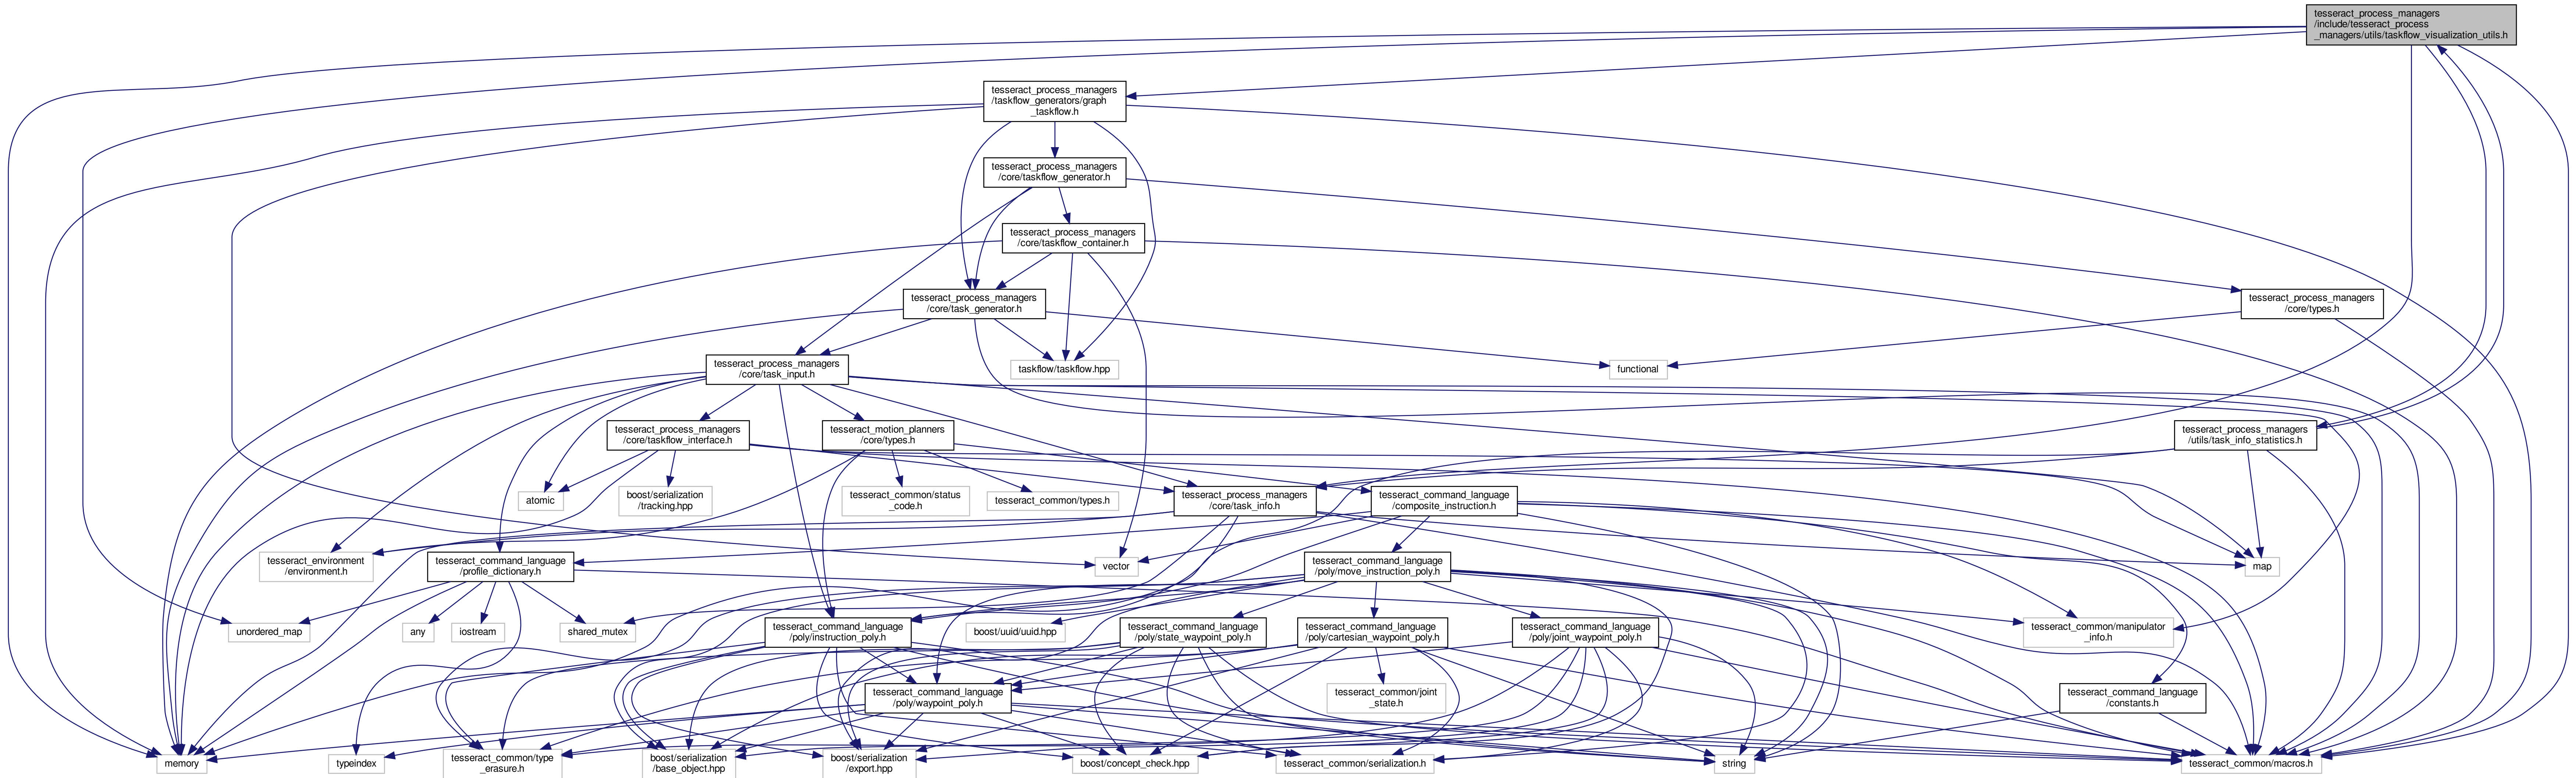 tesseract_process_managers
/include/tesseract_process
_managers/utils/taskflow_visualization_utils.h
tesseract_process_managers
/taskflow_generators/graph
_taskflow.h
tesseract_process_managers
/core/taskflow_generator.h
tesseract_process_managers
/core/taskflow_container.h
tesseract_process_managers
/core/task_generator.h
tesseract_process_managers
/core/types.h
tesseract_process_managers
/core/task_input.h
taskflow/taskflow.hpp
functional
tesseract_process_managers
/core/taskflow_interface.h
tesseract_motion_planners
/core/types.h
tesseract_process_managers
/utils/task_info_statistics.h
atomic
boost/serialization
/tracking.hpp
tesseract_common/status
_code.h
tesseract_common/types.h
tesseract_process_managers
/core/task_info.h
tesseract_command_language
/composite_instruction.h
tesseract_environment
/environment.h
tesseract_command_language
/profile_dictionary.h
vector
tesseract_command_language
/poly/move_instruction_poly.h
map
unordered_map
any
iostream
shared_mutex
tesseract_command_language
/poly/instruction_poly.h
boost/uuid/uuid.hpp
tesseract_command_language
/poly/state_waypoint_poly.h
tesseract_command_language
/poly/cartesian_waypoint_poly.h
tesseract_command_language
/poly/joint_waypoint_poly.h
tesseract_common/manipulator
_info.h
tesseract_command_language
/poly/waypoint_poly.h
tesseract_common/joint
_state.h
tesseract_command_language
/constants.h
memory
typeindex
tesseract_common/type
_erasure.h
boost/serialization
/base_object.hpp
boost/serialization
/export.hpp
boost/concept_check.hpp
tesseract_common/serialization.h
string
tesseract_common/macros.h